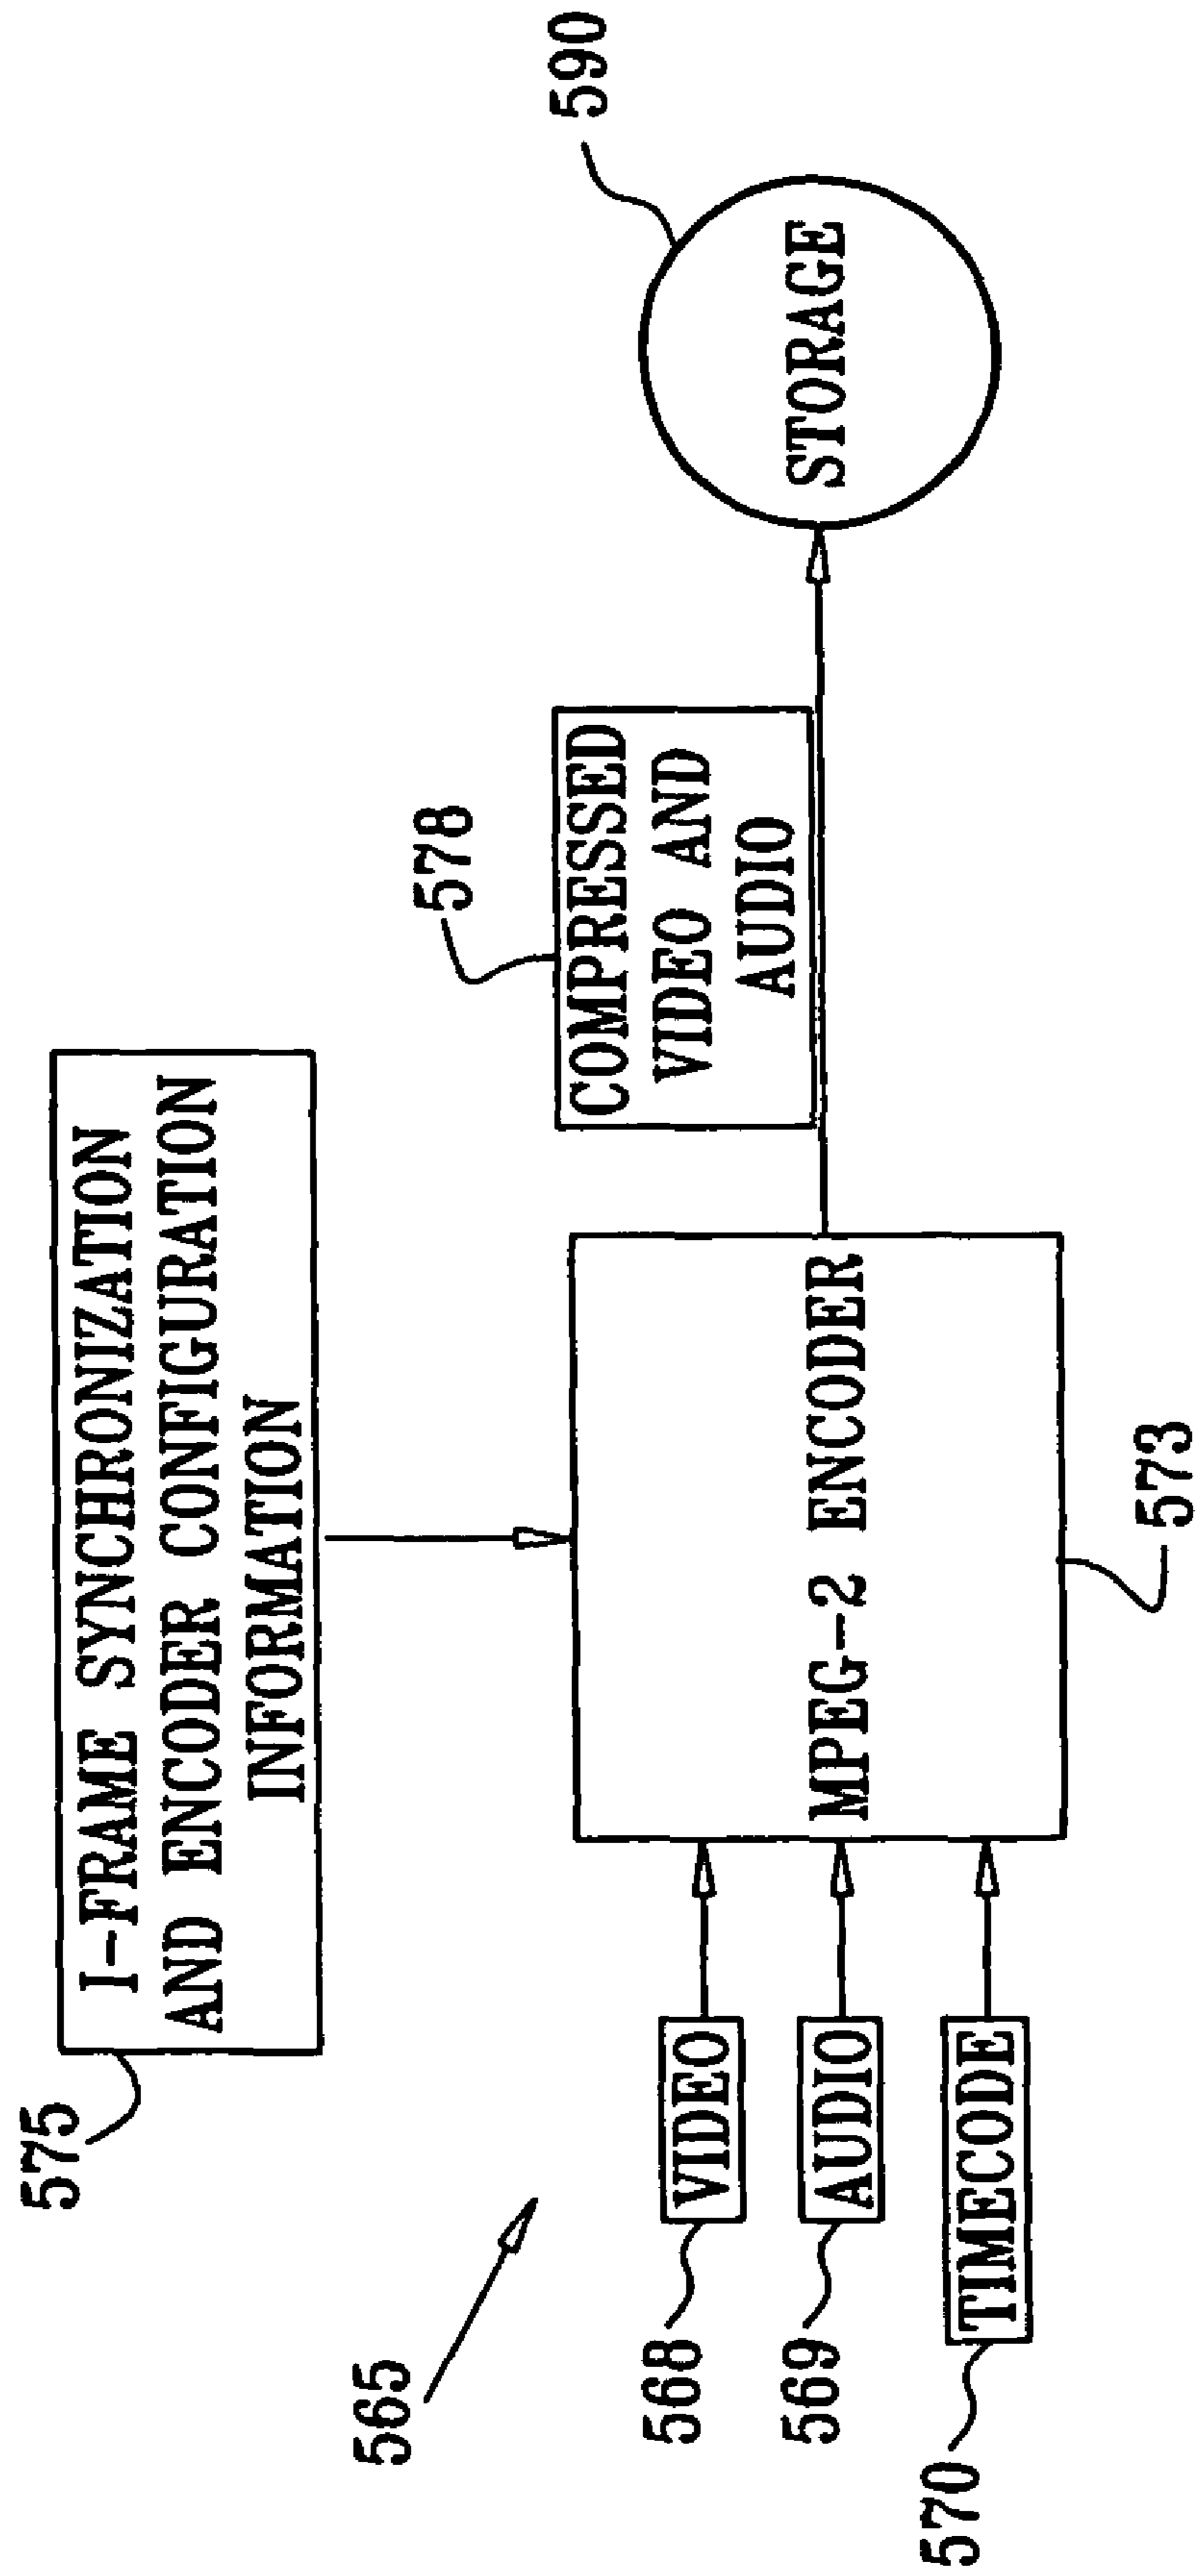 575
I-FRAME SYNCHRONIZATION
AND ENCODER CONFIGURATION
INFORMATION
565
578
COMPRESSED
VIDEO AND
AUDIO
590
STORAGE
568
VIDEO
569
AUDIO
570
TIMECODE
MPEG-2 ENCODER
573